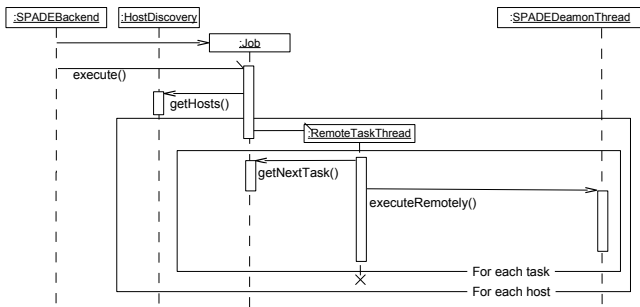 :SPADEBackend
:HostDiscovery
:SPADEDeamonThread
:Job
execute()
getHosts()
:RemoteTaskThread
getNextTask()
executeRemotely()
For each task
For each host